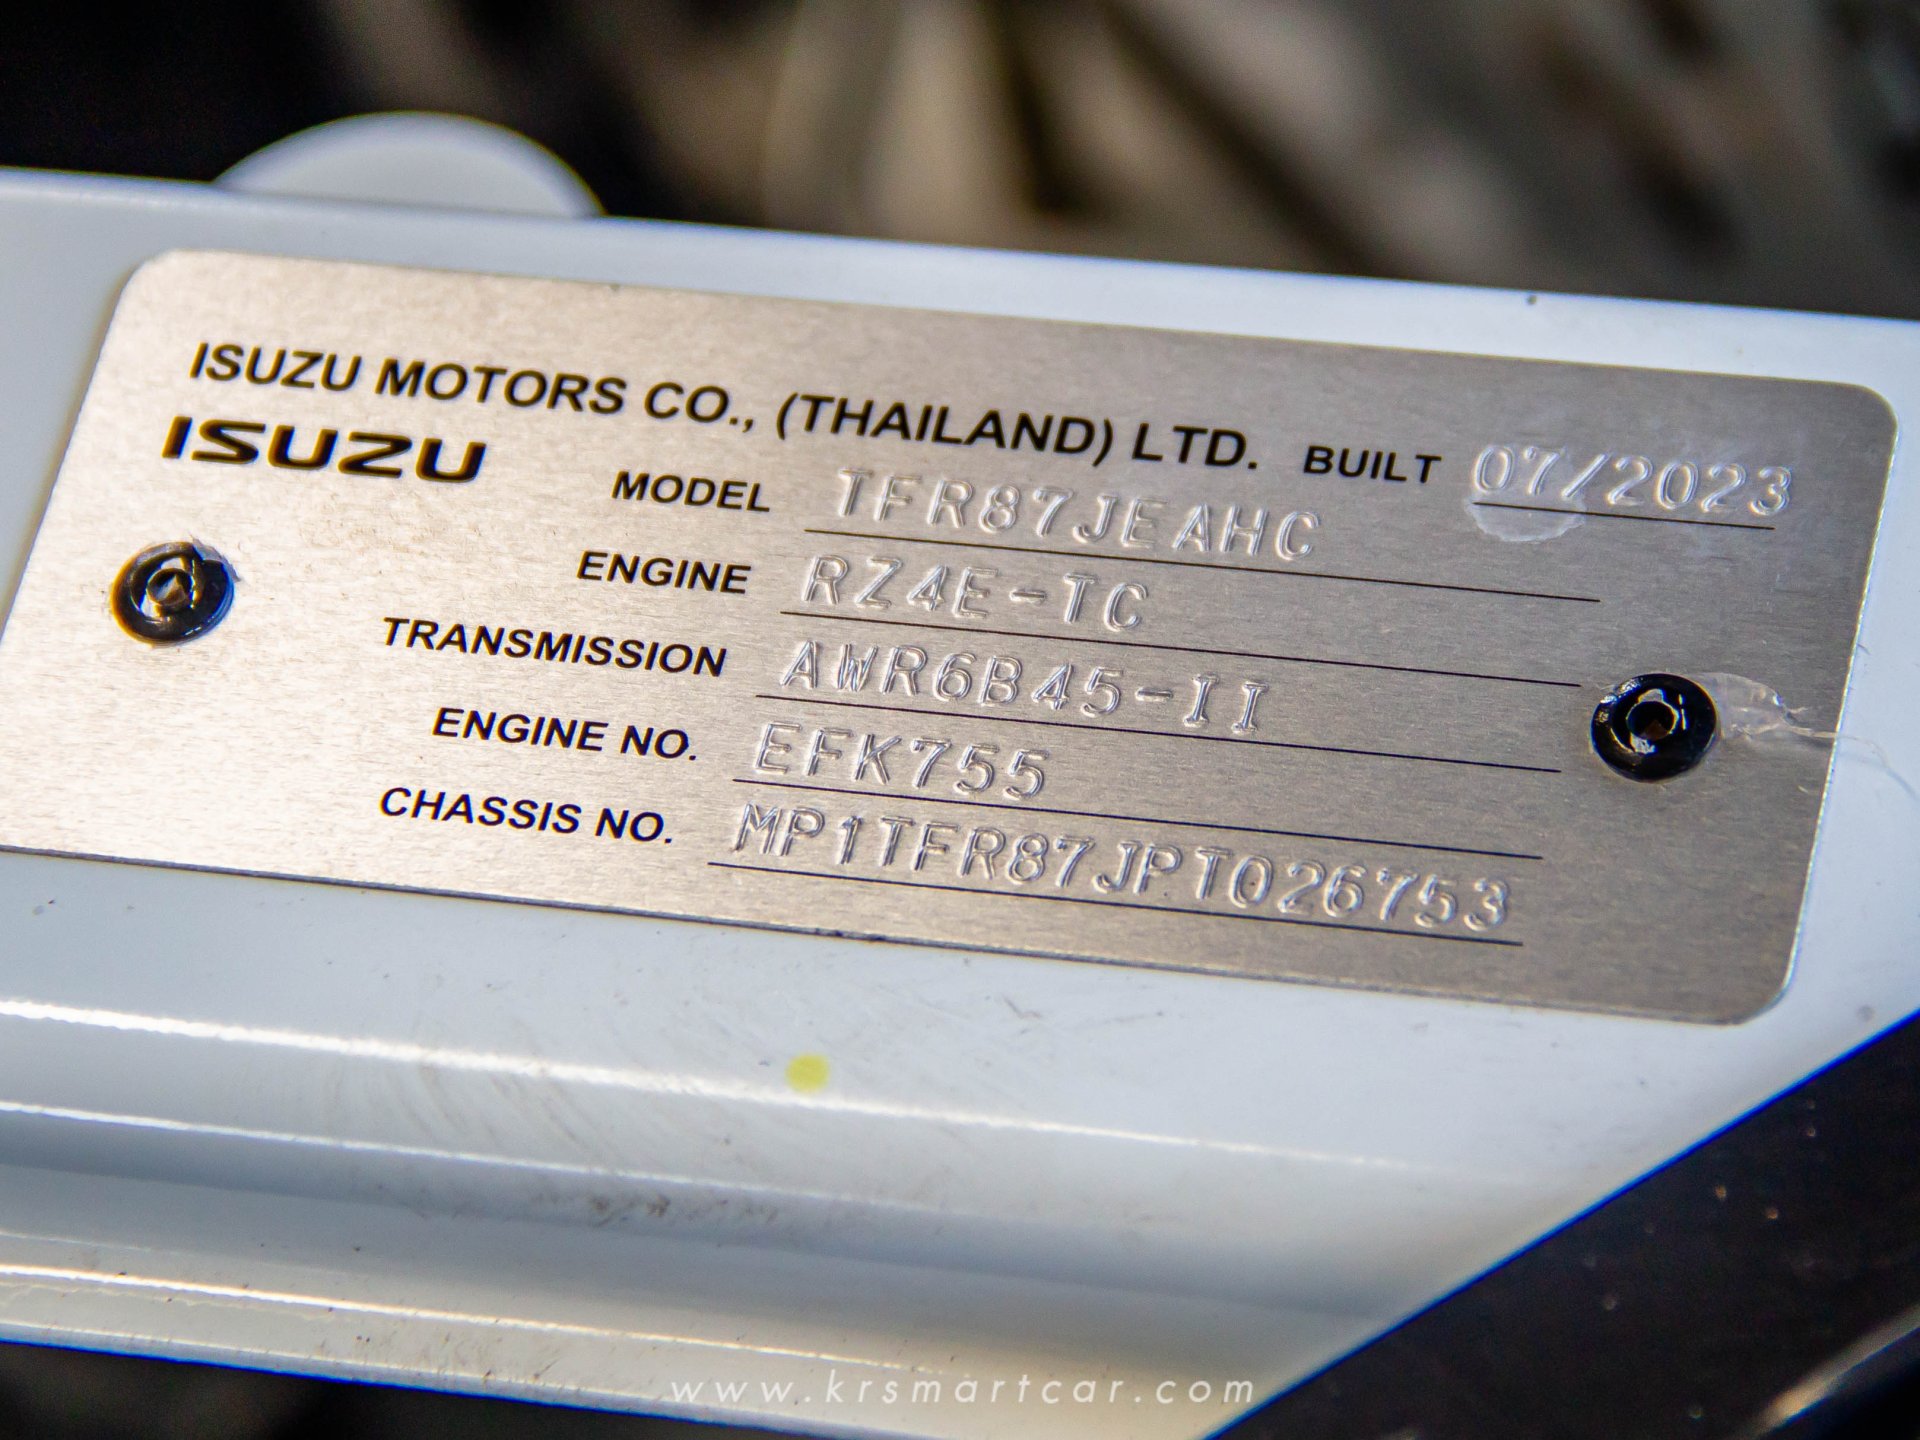 ISUZU MOTORS CO., (THAILAND) LTD. BUILT 07/2023
ISUZU
MODEL TFR87JEAHC
ENGINE RZ4E-TC
TRANSMISSION AWR6B45-II
ENGINE NO. EFK755
CHASSIS NO. MP1TFR87JPT026753
www.krsmartcar.com